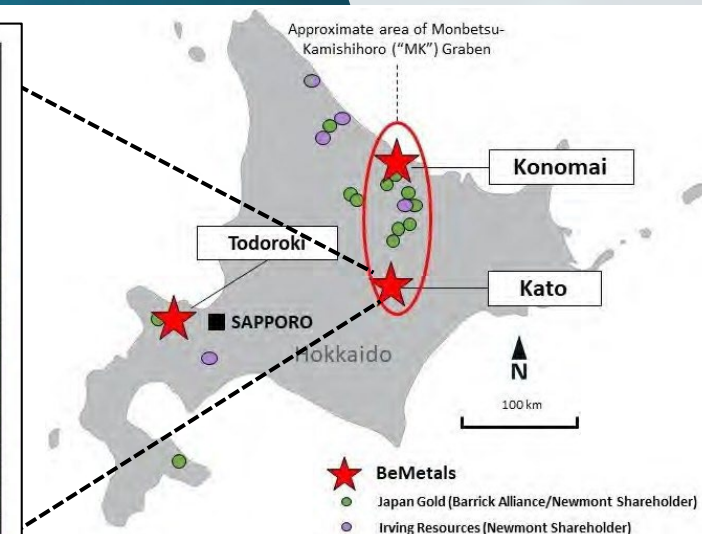 Approximate area of Monbetsu-
Kamishihoro (“MK”) Graben
Konomai
Todoroki
Kato
SAPPORO
Hokkaido
N
100 km
BeMetals
Japan Gold (Barrick Alliance/Newmont Shareholder)
Irving Resources (Newmont Shareholder)